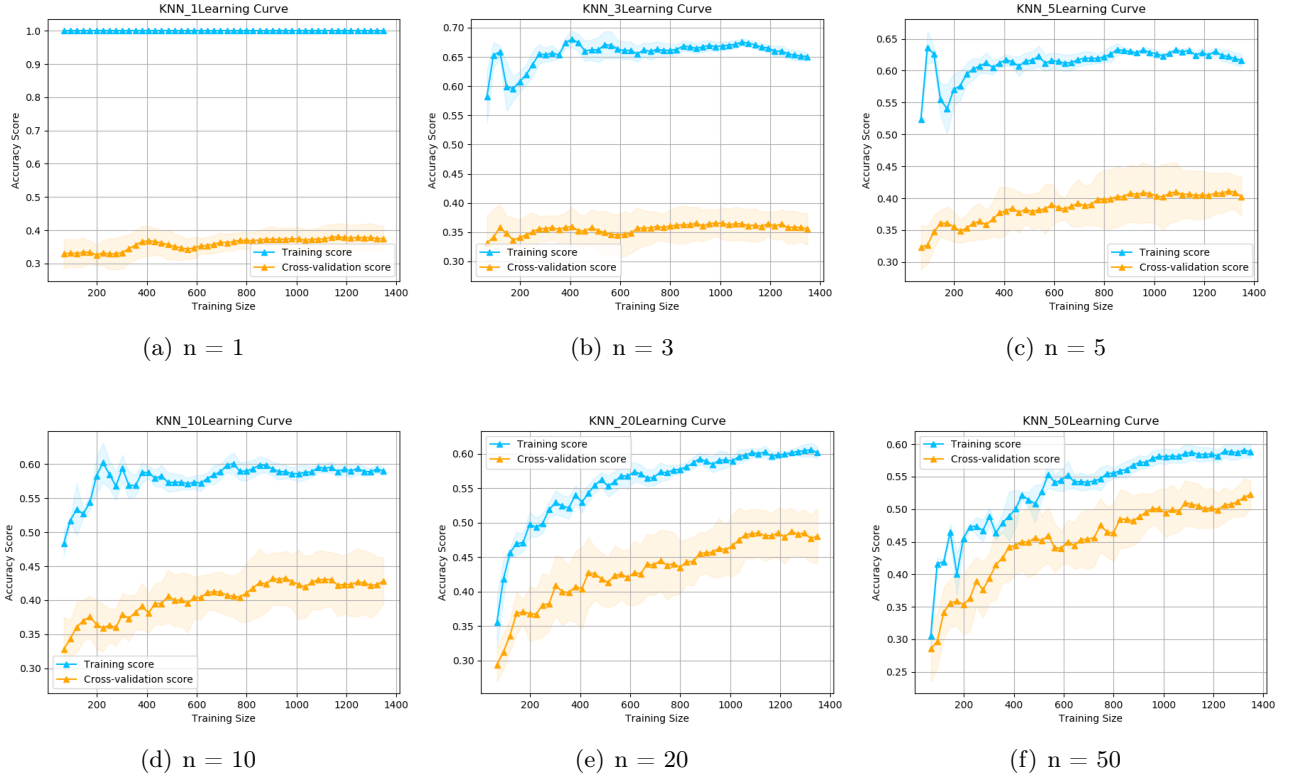 KNN_1Learning Curve
1.0
0.9
0.8
0.7
0.6
0.5
0.4
0.3
Accuracy Score
Training score
Cross-validation score
200 400 600 800 1000 1200 1400
Training Size
(a) n = 1
KNN_3Learning Curve
0.70
0.65
0.60
0.55
0.50
0.45
0.40
0.35
0.30
Accuracy Score
Training score
Cross-validation score
200 400 600 800 1000 1200 1400
Training Size
(b) n = 3
KNN_5Learning Curve
0.65
0.60
0.55
0.50
0.45
0.40
0.35
0.30
Accuracy Score
Training score
Cross-validation score
200 400 600 800 1000 1200 1400
Training Size
(c) n = 5
KNN_10Learning Curve
0.60
0.55
0.50
0.45
0.40
0.35
0.30
Accuracy Score
Training score
Cross-validation score
200 400 600 800 1000 1200 1400
Training Size
(d) n = 10
KNN_20Learning Curve
Training score
Cross-validation score
0.60
0.55
0.50
0.45
0.40
0.35
0.30
Accuracy Score
200 400 600 800 1000 1200 1400
Training Size
(e) n = 20
KNN_50Learning Curve
Training score
Cross-validation score
0.60
0.55
0.50
0.45
0.40
0.35
0.30
0.25
Accuracy Score
200 400 600 800 1000 1200 1400
Training Size
(f) n = 50